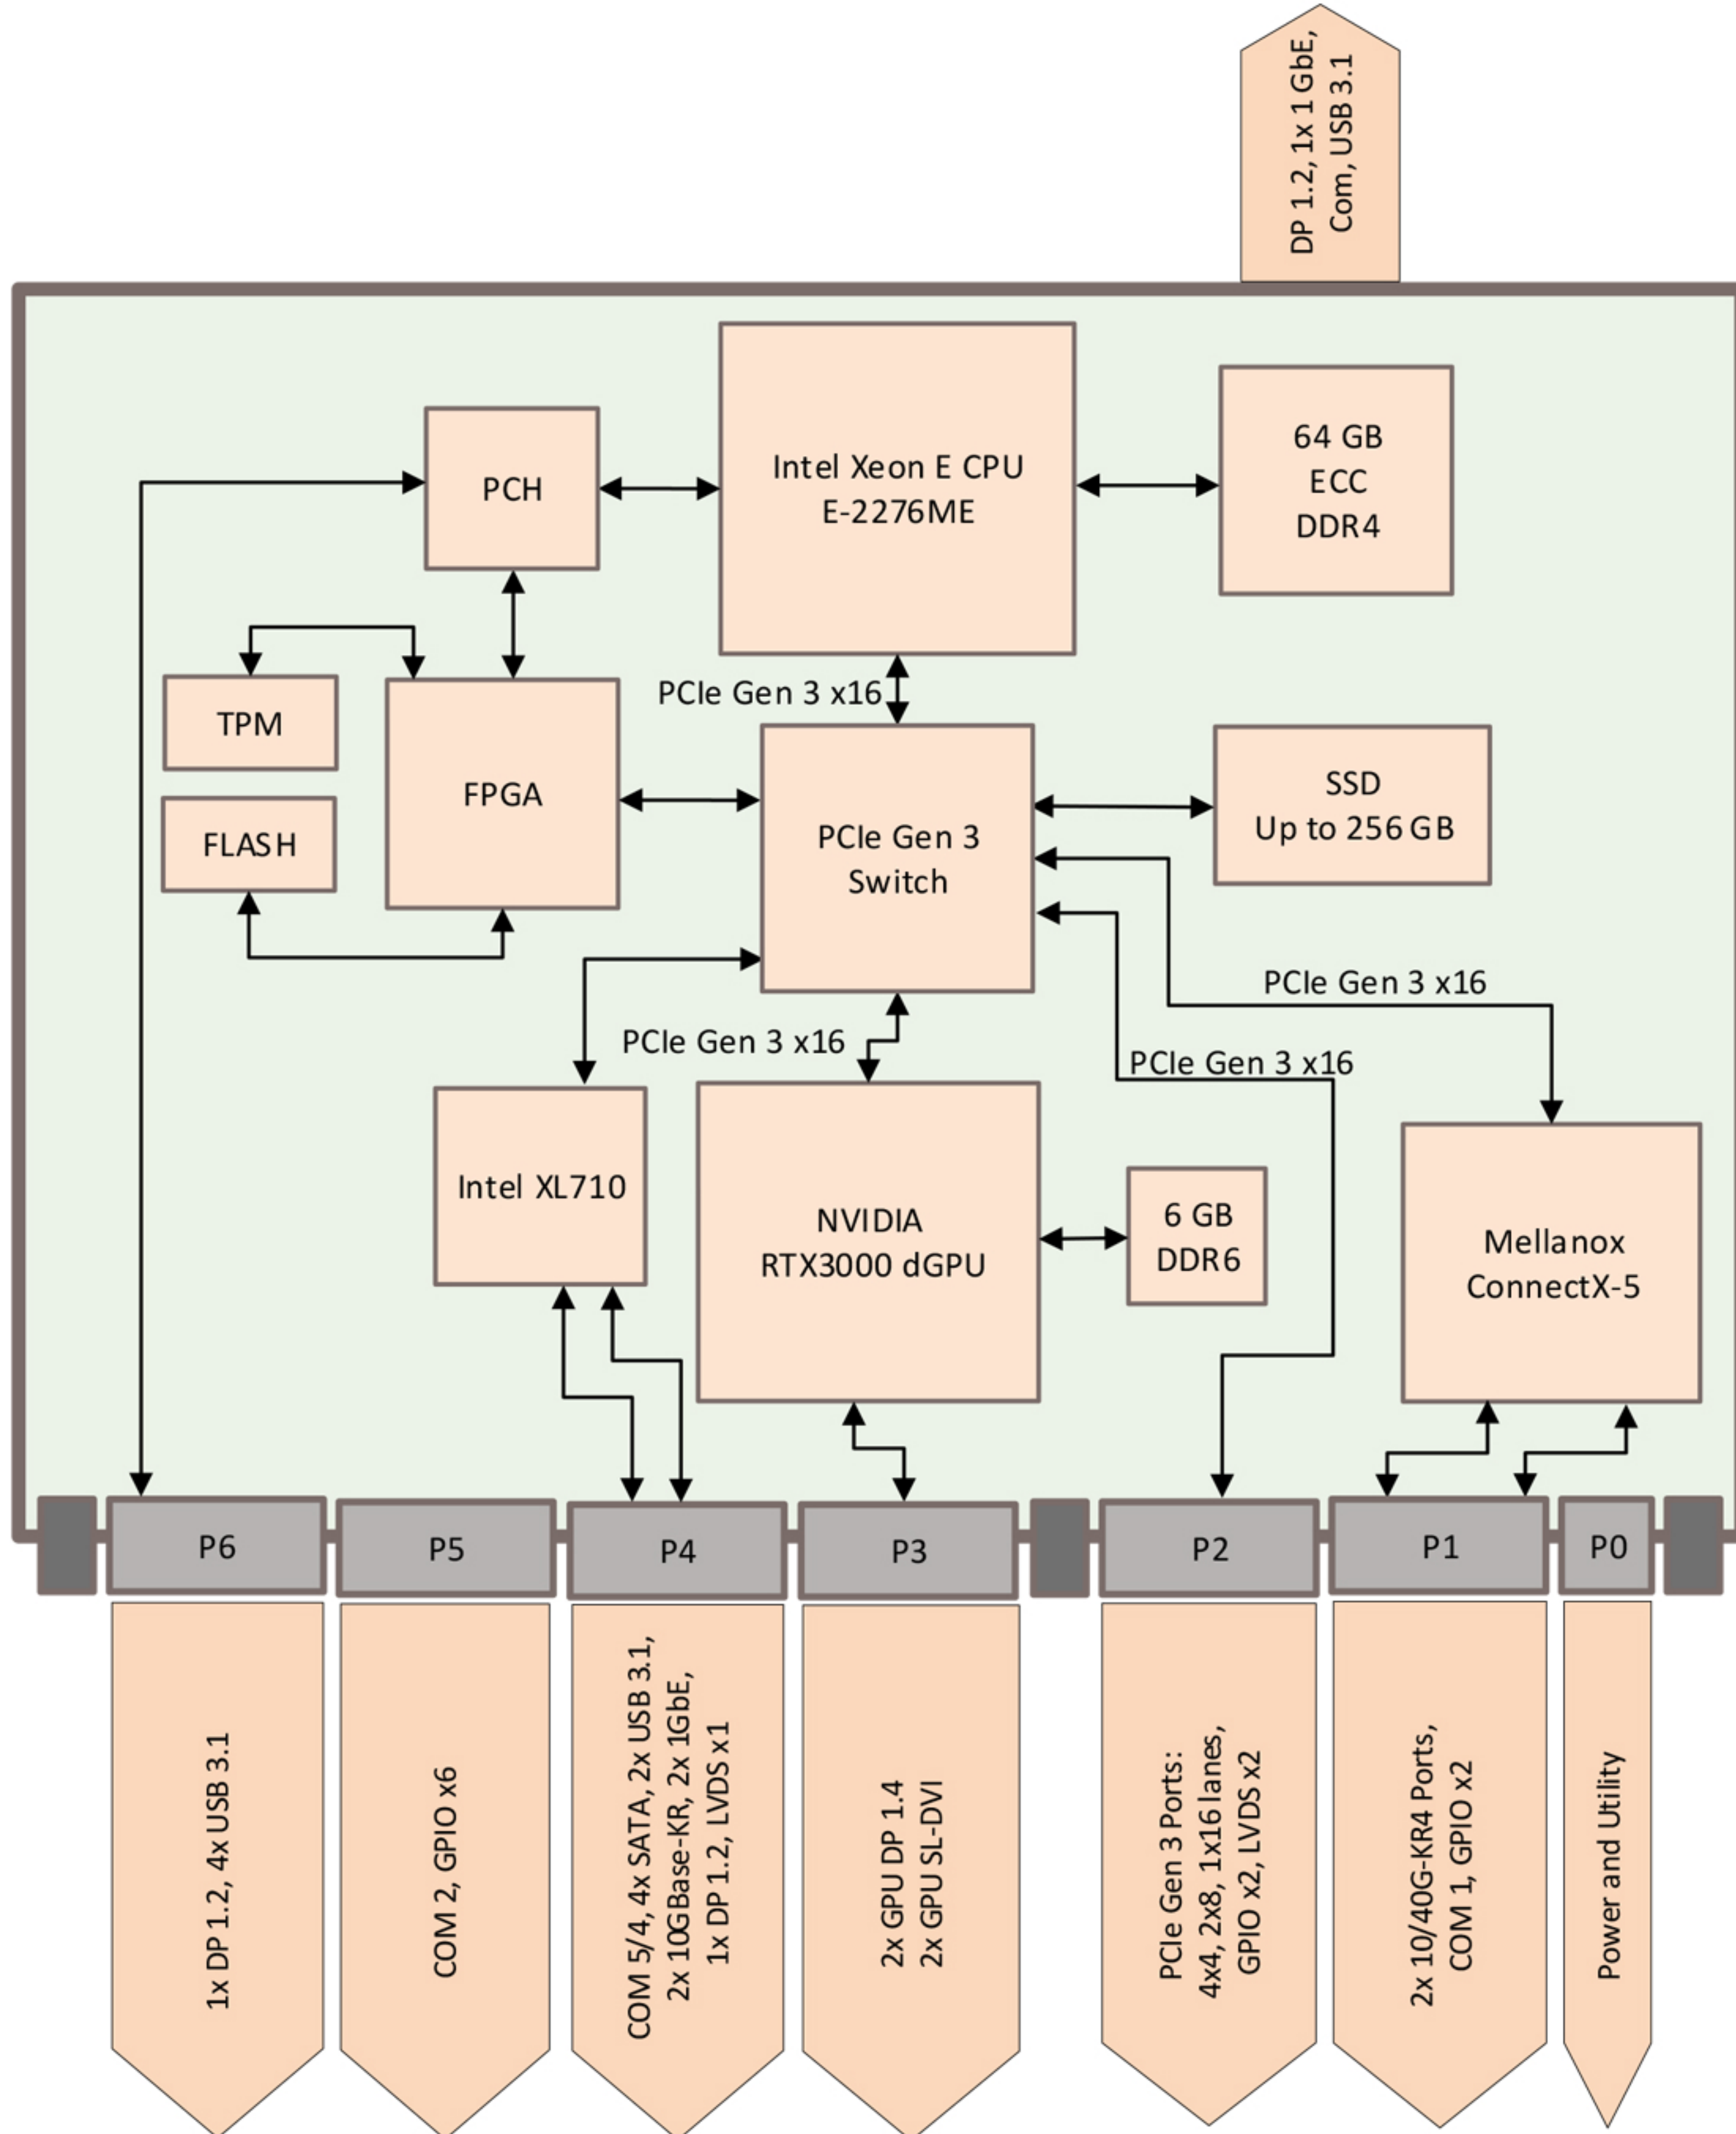 DP 1.2, 1x 1 GbE,
Com, USB 3.1
PCH
Intel Xeon E CPU
E-2276ME
64 GB
ECC
DDR4
PCIe Gen 3 x16
TPM
FLASH
FPGA
PCIe Gen 3
Switch
SSD
Up to 256 GB
PCIe Gen 3 x16
PCIe Gen 3 x16
PCIe Gen 3 x16
Intel XL710
NVIDIA
RTX3000 dGPU
6 GB
DDR6
Mellanox
ConnectX-5
P6
P5
P4
P3
P2
P1
P0
1x DP 1.2, 4x USB 3.1
COM 2, GPIO x6
COM 5/4, 4x SATA, 2x USB 3.1,
2x 10GBase-KR, 2x 1GbE,
1x DP 1.2, LVDS x1
2x GPU DP 1.4
2x GPU SL-DVI
PCIe Gen 3 Ports:
4x4, 2x8, 1x16 lanes,
GPIO x2, LVDS x2
2x 10/40G-KR4 Ports,
COM 1, GPIO x2
Power and Utility